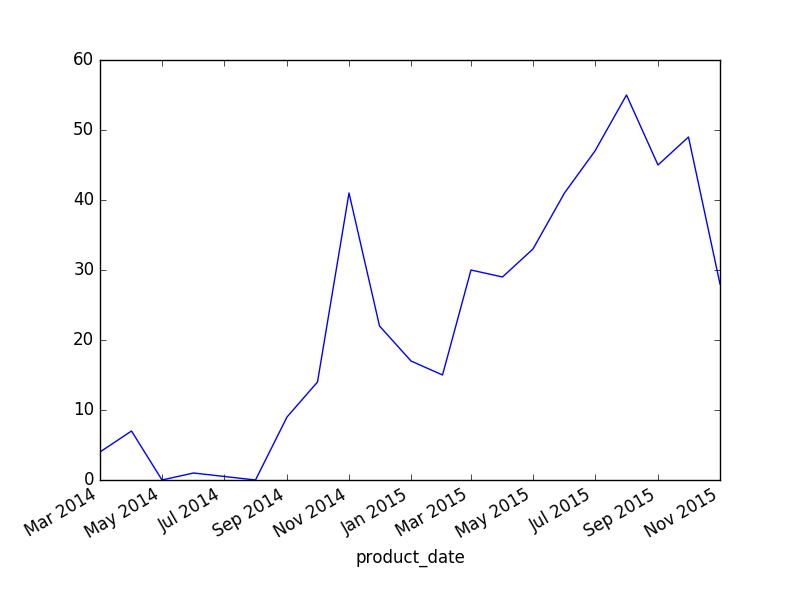 60
50
40
30
20
10
0
Mar 2014
May 2014
Jul 2014
Sep 2014
Nov 2014
Jan 2015
Mar 2015
May 2015
Jul 2015
Sep 2015
Nov 2015
product_date